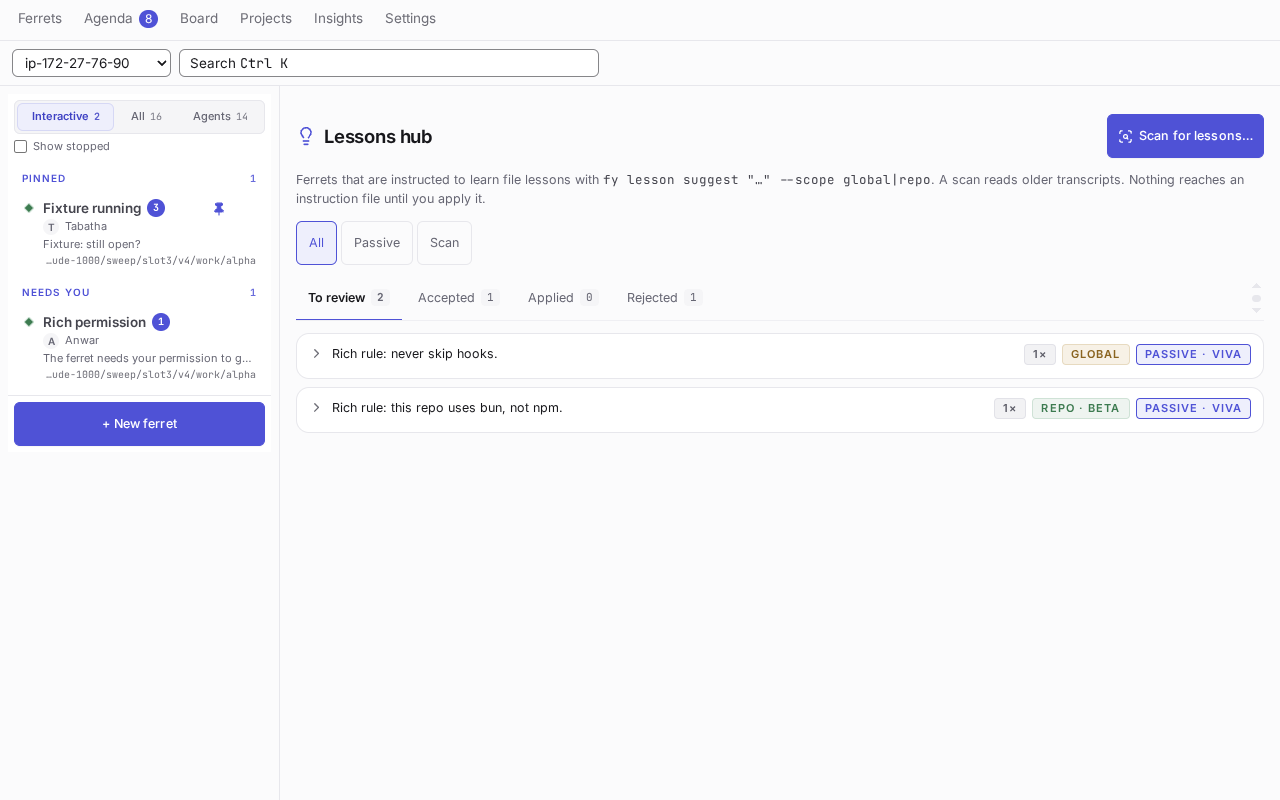 Ferrets Agenda 8 Board Projects Insights Settings
ip-172-27-76-90 Search Ctrl K
Interactive 2 All 16 Agents 14
Show stopped
PINNED 1
Fixture running 3
T Tabatha
Fixture: still open?
…ude-1000/sweep/slot3/v4/work/alpha
NEEDS YOU 1
Rich permission 1
A Anwar
The ferret needs your permission to g…
…ude-1000/sweep/slot3/v4/work/alpha
+ New ferret
Lessons hub
Scan for lessons…
Ferrets that are instructed to learn file lessons with fy lesson suggest "…" --scope global|repo. A scan reads older transcripts. Nothing reaches an
instruction file until you apply it.
All Passive Scan
To review 2 Accepted 1 Applied 0 Rejected 1
Rich rule: never skip hooks. 1× GLOBAL PASSIVE · VIVA
Rich rule: this repo uses bun, not npm. 1× REPO · BETA PASSIVE · VIVA